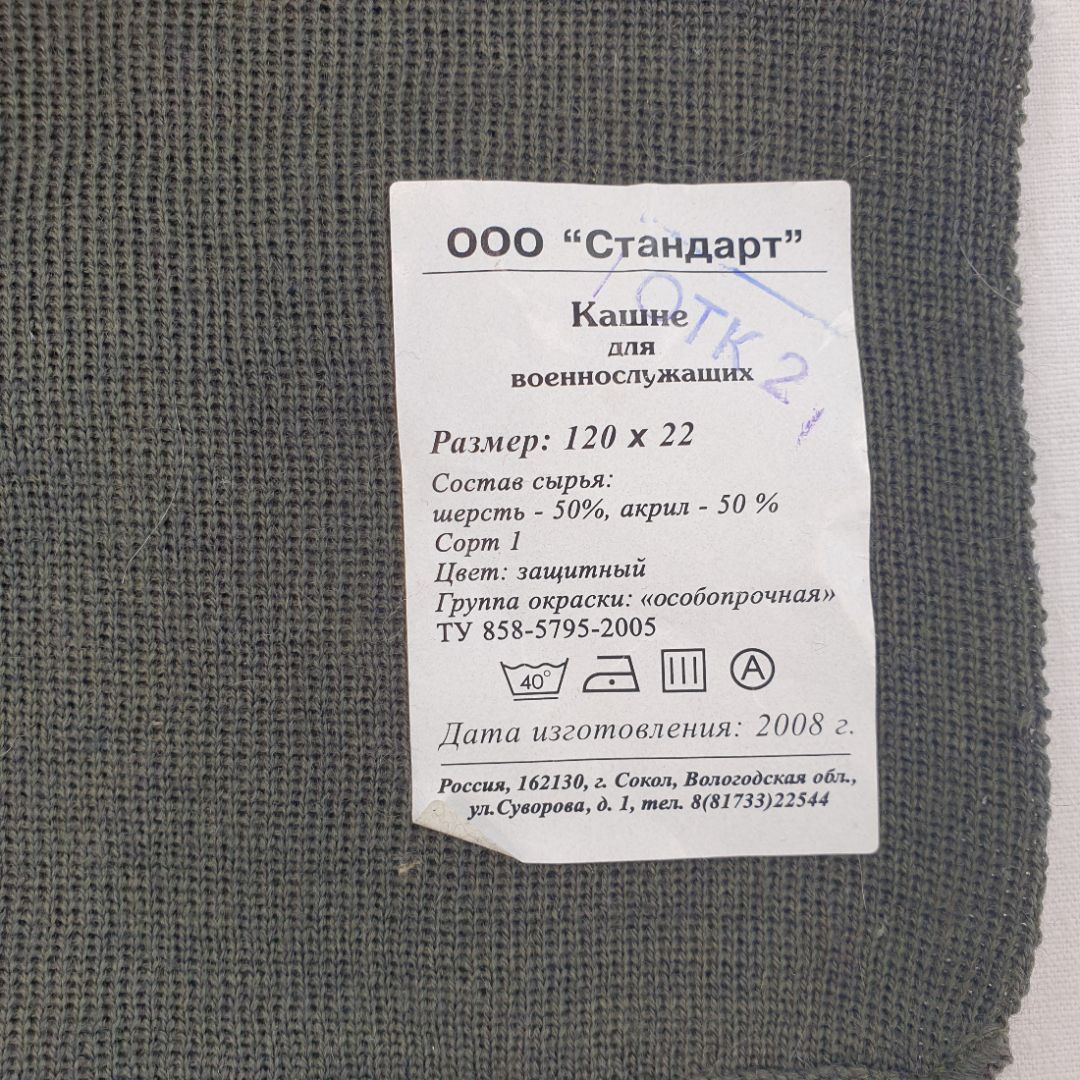 ООО “Стандарт”
Кашне
для
военнослужащих
ОТК 2
Размер: 120 х 22
Состав сырья:
шерсть - 50%, акрил - 50 %
Сорт 1
Цвет: защитный
Группа окраски: «особопрочная»
ТУ 858-5795-2005
40° A
Дата изготовления: 2008 г.
Россия, 162130, г. Сокол, Вологодская обл.,
ул.Суворова, д. 1, тел. 8(81733)22544